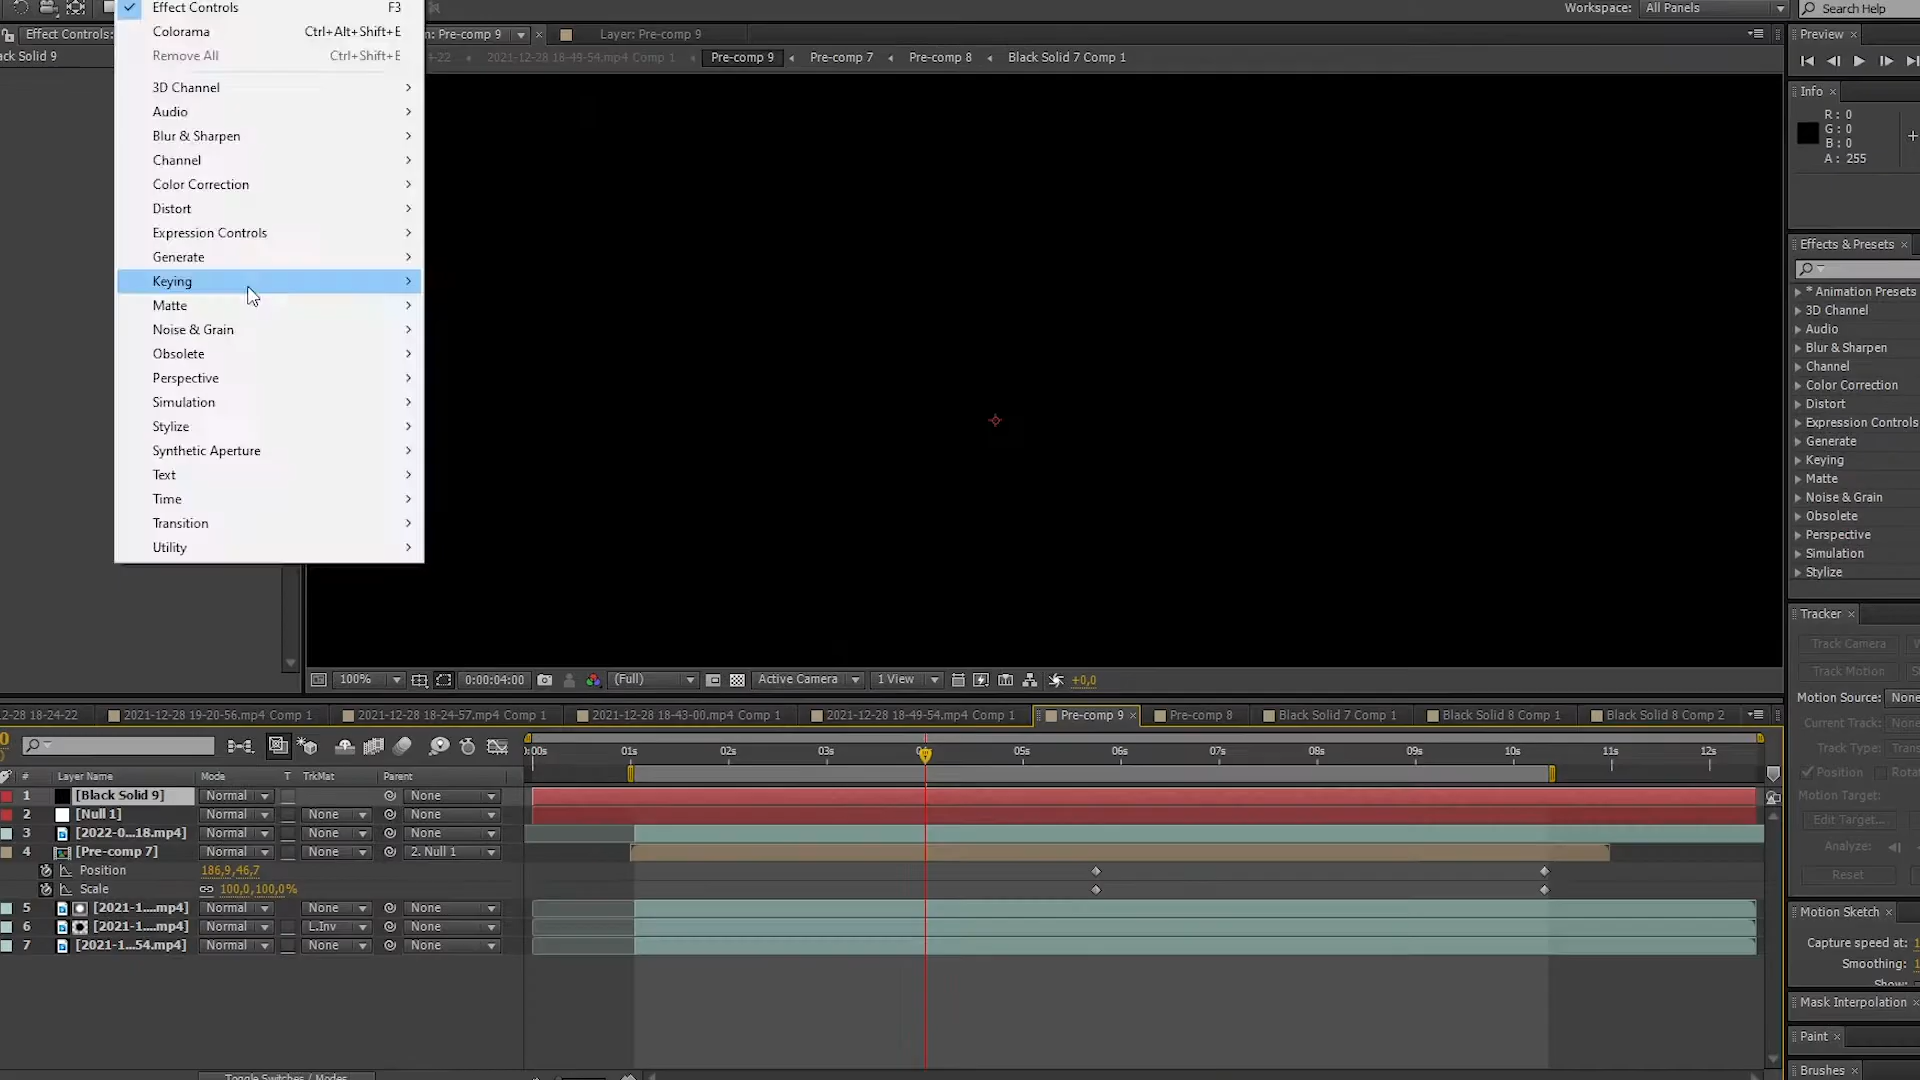 Effect Controls F3
Colorama Ctrl+Alt+Shift+E
Remove All Ctrl+Shift+E
3D Channel
Audio
Blur & Sharpen
Channel
Color Correction
Distort
Expression Controls
Generate
Keying
Matte
Noise & Grain
Obsolete
Perspective
Simulation
Stylize
Synthetic Aperture
Text
Time
Transition
Utility
Effect Controls:
ack Solid 9
n: Pre-comp 9
Layer: Pre-comp 9
-22 2021-12-28 18-49-54.mp4 Comp 1 Pre-comp 9 Pre-comp 7 Pre-comp 8 Black Solid 7 Comp 1
Workspace: All Panels Search Help
Preview
Info
R: 0
G: 0
B: 0
A: 255
Effects & Presets
* Animation Presets
3D Channel
Audio
Blur & Sharpen
Channel
Color Correction
Distort
Expression Controls
Generate
Keying
Matte
Noise & Grain
Obsolete
Perspective
Simulation
Stylize
Tracker
Track Camera
Track Motion
Motion Source: None
Current Track: None
Track Type: Trans
Position Rota
Motion Target:
Edit Target...
Analyze:
Reset
Motion Sketch
Capture speed at: 1
Smoothing: 1
Show:
Mask Interpolation
Paint
Brushes
100% 0:00:04:00 (Full) Active Camera 1 View +0,0
2-28 18-24-22 2021-12-28 19-20-56.mp4 Comp 1 2021-12-28 18-24-57.mp4 Comp 1 2021-12-28 18-43-00.mp4 Comp 1 2021-12-28 18-49-54.mp4 Comp 1 Pre-comp 9 Pre-comp 8 Black Solid 7 Comp 1 Black Solid 8 Comp 1 Black Solid 8 Comp 2
0:00s 01s 02s 03s 05s 06s 07s 08s 09s 10s 11s 12s
# Layer Name Mode T TrkMat Parent
1 [Black Solid 9] Normal None
2 [Null 1] Normal None None
3 [2022-0...18.mp4] Normal None None
4 [Pre-comp 7] Normal None 2. Null 1
Position 186,9,46,7
Scale 100,0,100,0%
5 [2021-1....mp4] Normal None None
6 [2021-1....mp4] Normal L.Inv None
7 [2021-1...54.mp4] Normal None None
Toggle Switches / Modes